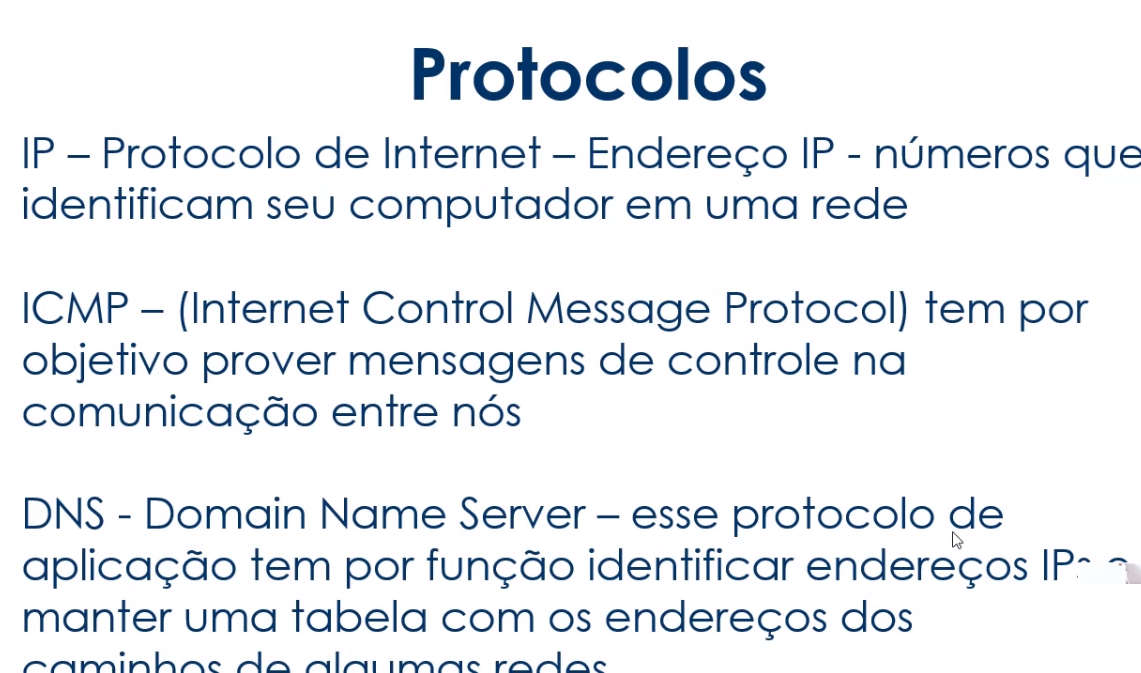 Protocolos
IP – Protocolo de Internet – Endereço IP - números que
identificam seu computador em uma rede
ICMP – (Internet Control Message Protocol) tem por
objetivo prover mensagens de controle na
comunicação entre nós
DNS - Domain Name Server – esse protocolo de
aplicação tem por função identificar endereços IPs e
manter uma tabela com os endereços dos
caminhos de algumas redes